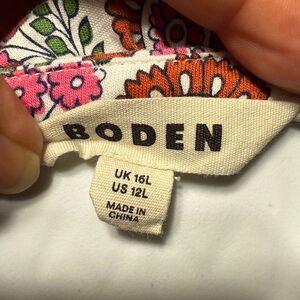 BODEN
UK 16L
US 12L
MADE IN
CHINA